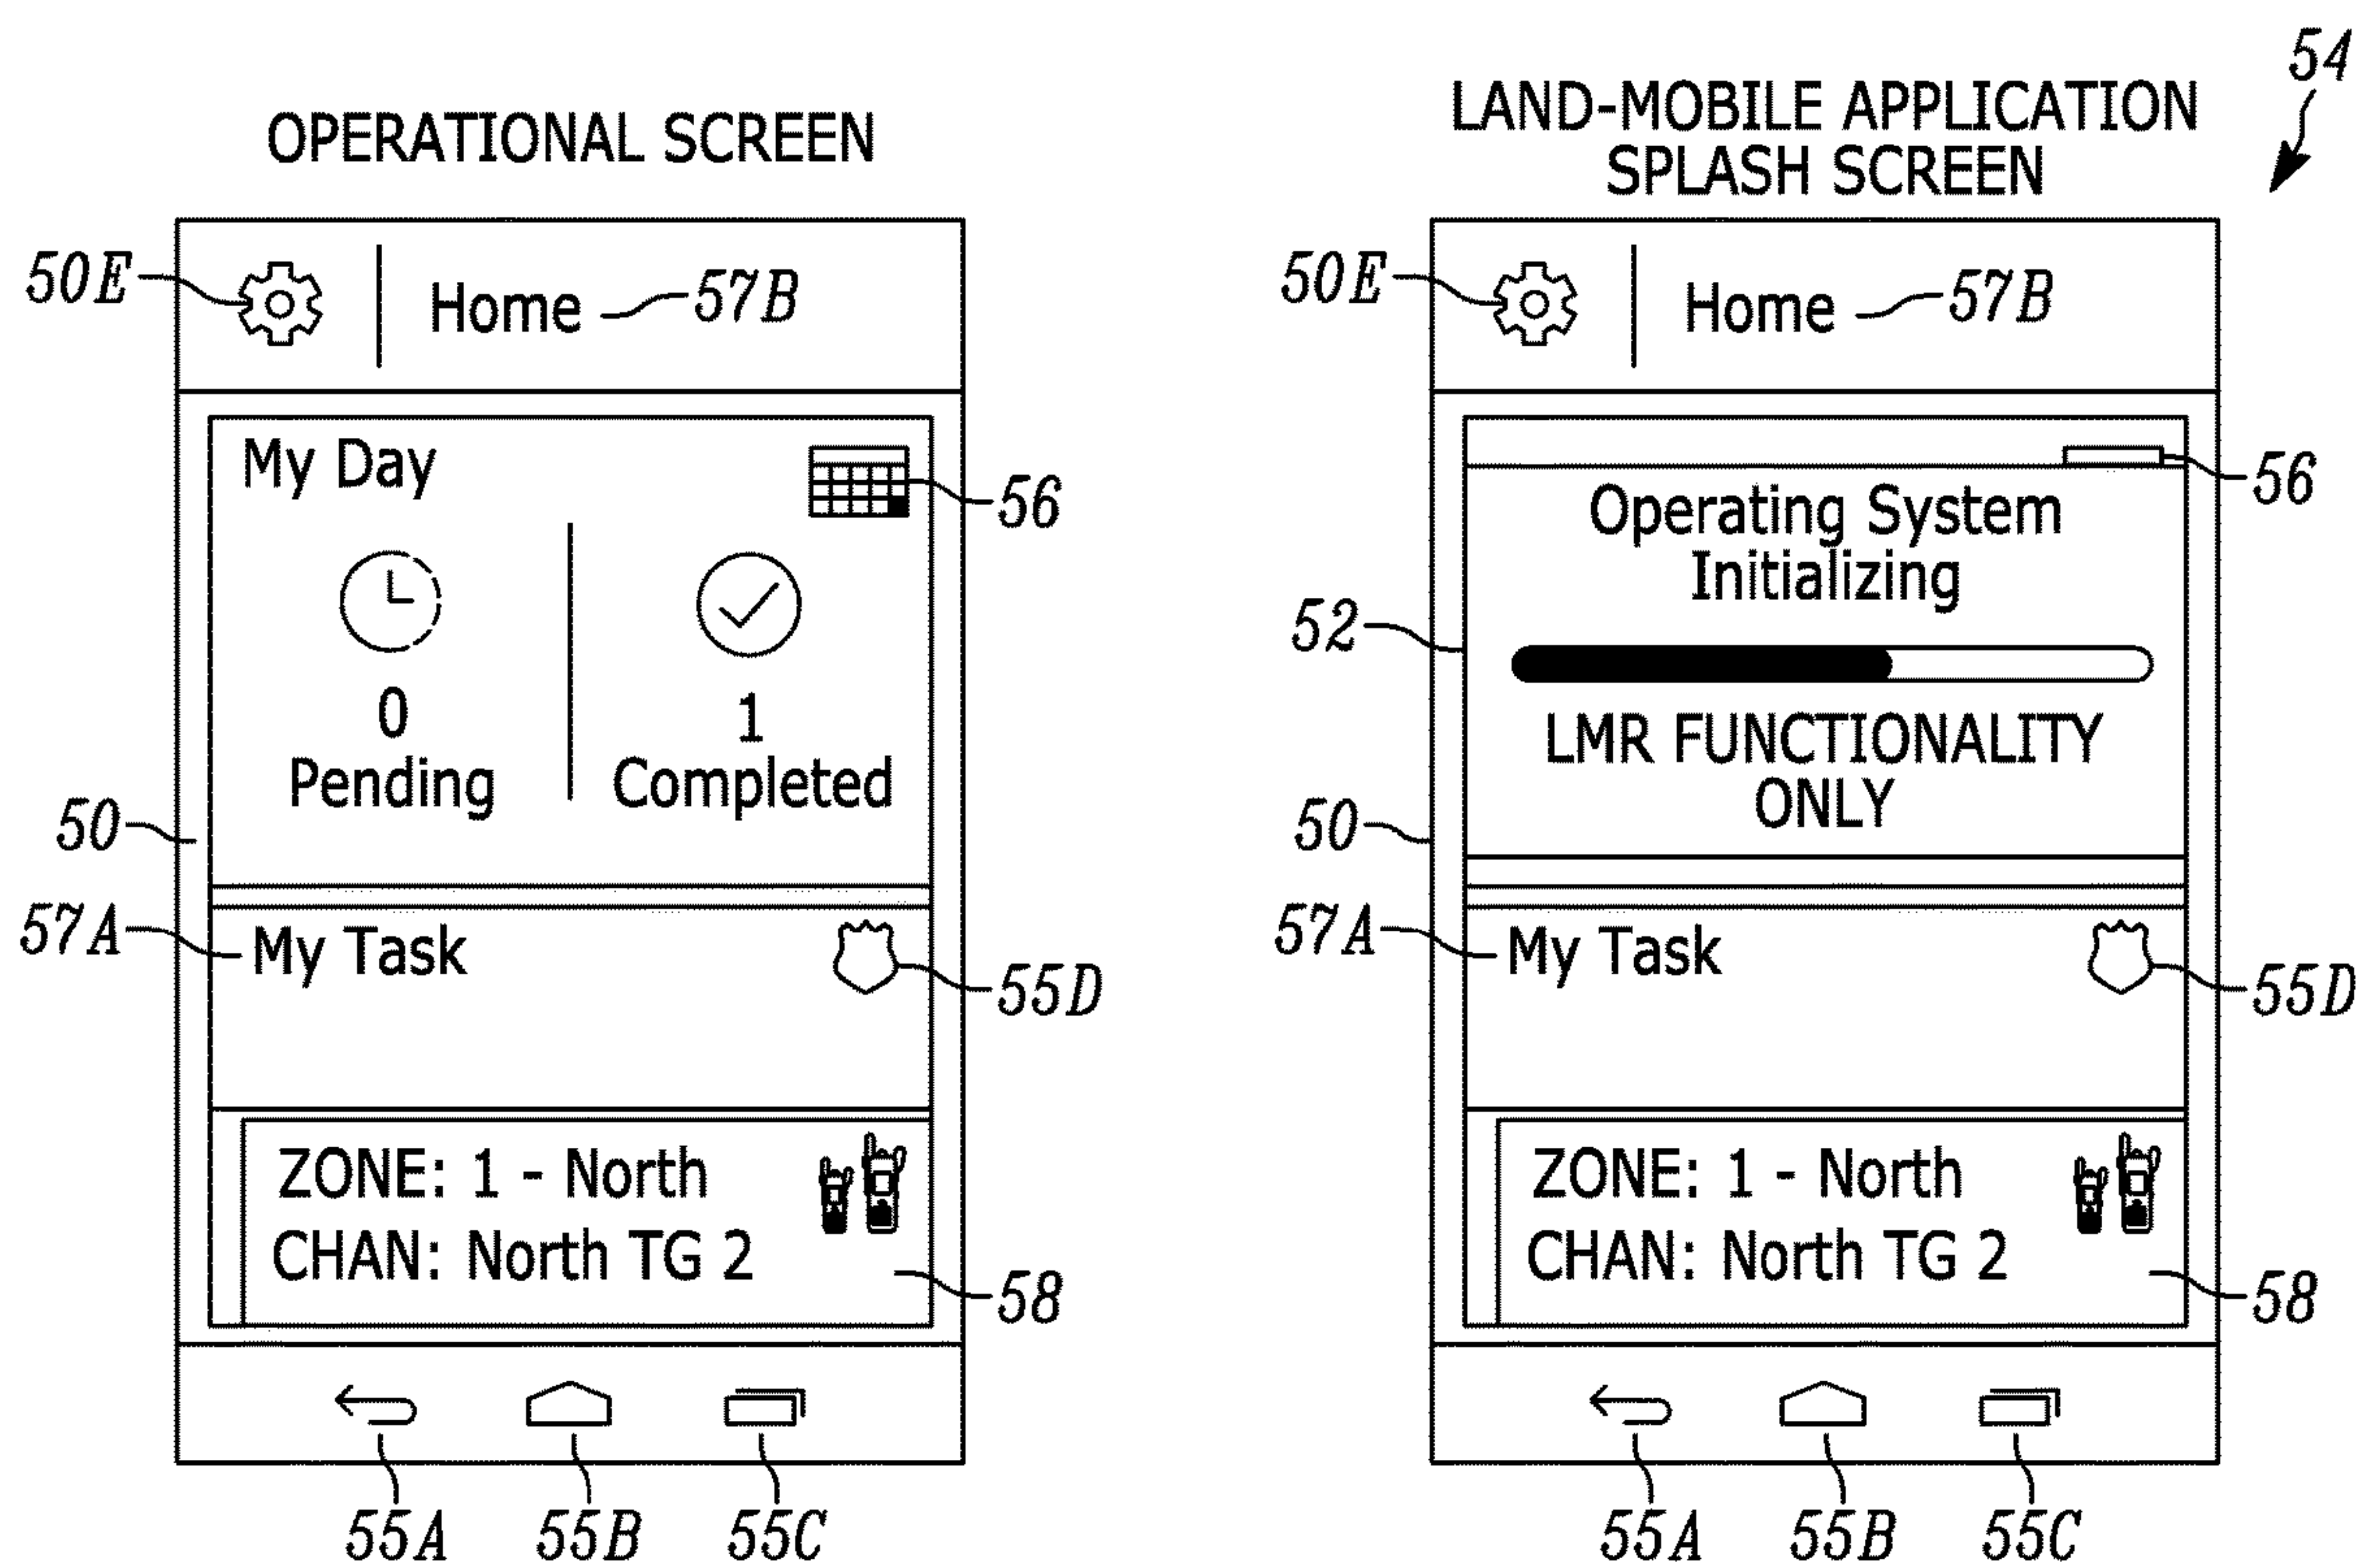 OPERATIONAL SCREEN
50E
Home
57B
My Day
56
0
Pending
1
Completed
50
57A
My Task
55D
ZONE: 1 - North
CHAN: North TG 2
58
55A
55B
55C
54
LAND-MOBILE APPLICATION
SPLASH SCREEN
50E
Home
57B
56
Operating System
Initializing
52
LMR FUNCTIONALITY
ONLY
50
57A
My Task
55D
ZONE: 1 - North
CHAN: North TG 2
58
55A
55B
55C